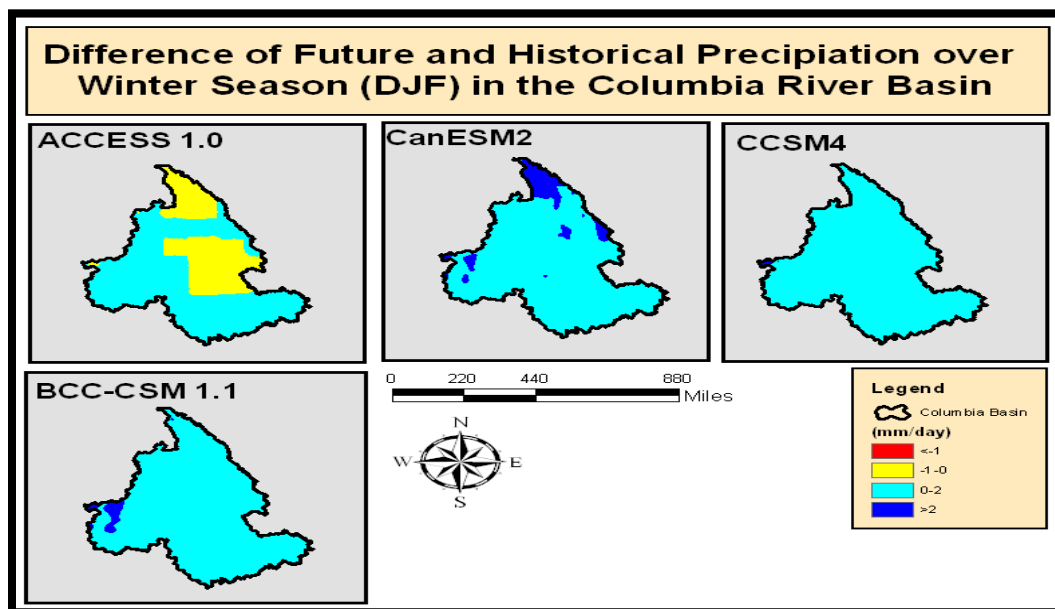 Difference of Future and Historical Precipiation over
Winter Season (DJF) in the Columbia River Basin
ACCESS 1.0
CanESM2
CCSM4
BCC-CSM 1.1
0 220 440 880
Miles
N
W E
S
Legend
Columbia Basin
(mm/day)
<-1
-1-0
0-2
>2